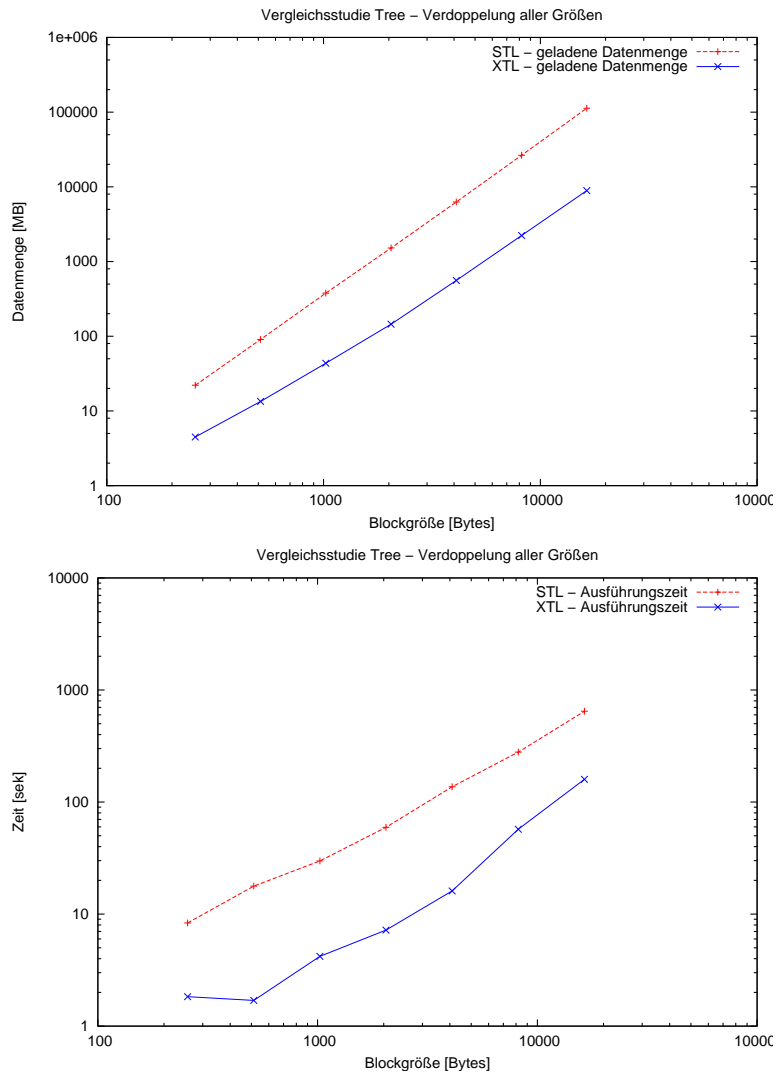 Vergleichsstudie Tree – Verdoppelung aller Größen
1e+006
STL – geladene Datenmenge
XTL – geladene Datenmenge
100000
10000
1000
100
10
1
Datenmenge [MB]
100
1000
10000
10000
Blockgröße [Bytes]
Vergleichsstudie Tree – Verdoppelung aller Größen
10000
STL – Ausführungszeit
XTL – Ausführungszeit
1000
100
10
1
Zeit [sek]
100
1000
10000
10000
Blockgröße [Bytes]